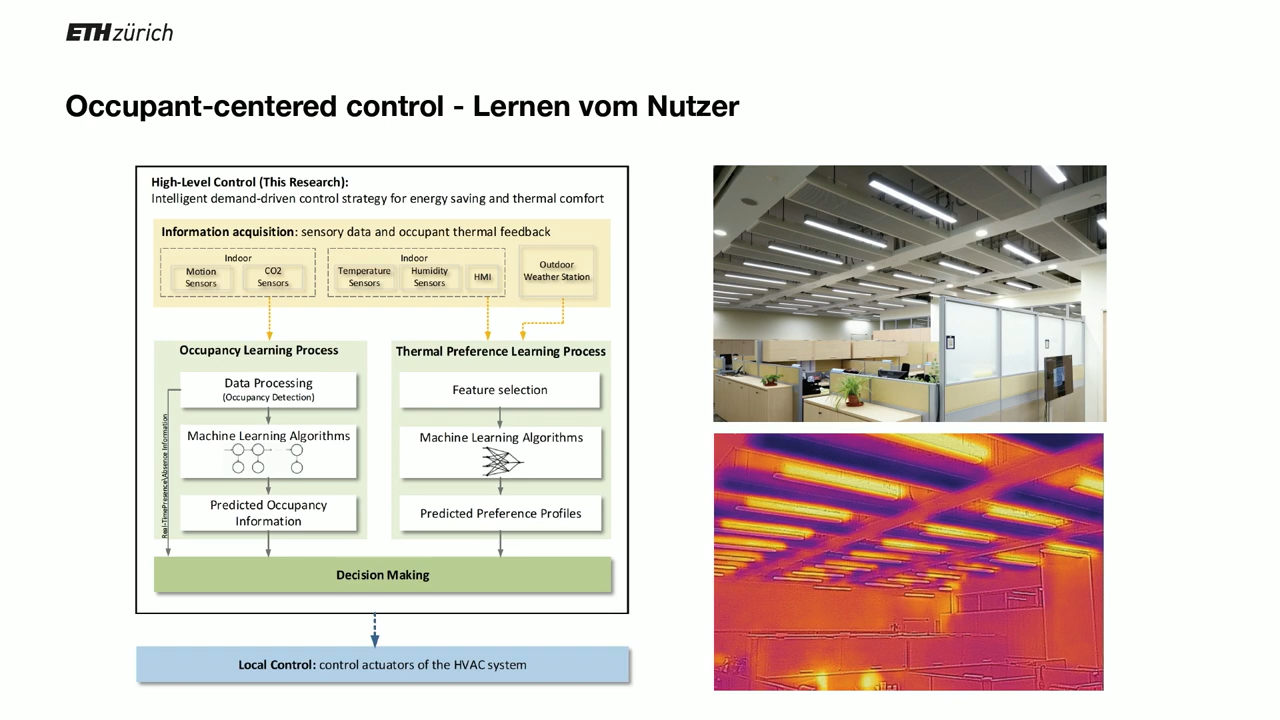 ETH zürich
Occupant-centered control - Lernen vom Nutzer
High-Level Control (This Research):
Intelligent demand-driven control strategy for energy saving and thermal comfort
Information acquisition: sensory data and occupant thermal feedback
Indoor
Motion
Sensors
CO2
Sensors
Indoor
Temperature
Sensors
Humidity
Sensors
HMI
Outdoor
Weather Station
Occupancy Learning Process
Data Processing
(Occupancy Detection)
Machine Learning Algorithms
Predicted Occupancy
Information
Real-TimePresence\Absence Information
Thermal Preference Learning Process
Feature selection
Machine Learning Algorithms
Predicted Preference Profiles
Decision Making
Local Control: control actuators of the HVAC system